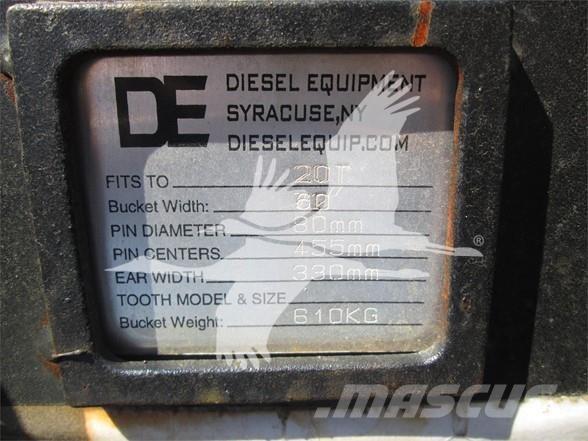 DE
DIESEL EQUIPMENT
SYRACUSE,NY
DIESELEQUIP.COM
FITS TO 20T
Bucket Width: 60"
PIN DIAMETER 80mm
PIN CENTERS 455mm
EAR WIDTH 330mm
TOOTH MODEL & SIZE
Bucket Weight: 610KG
®
MASCUS